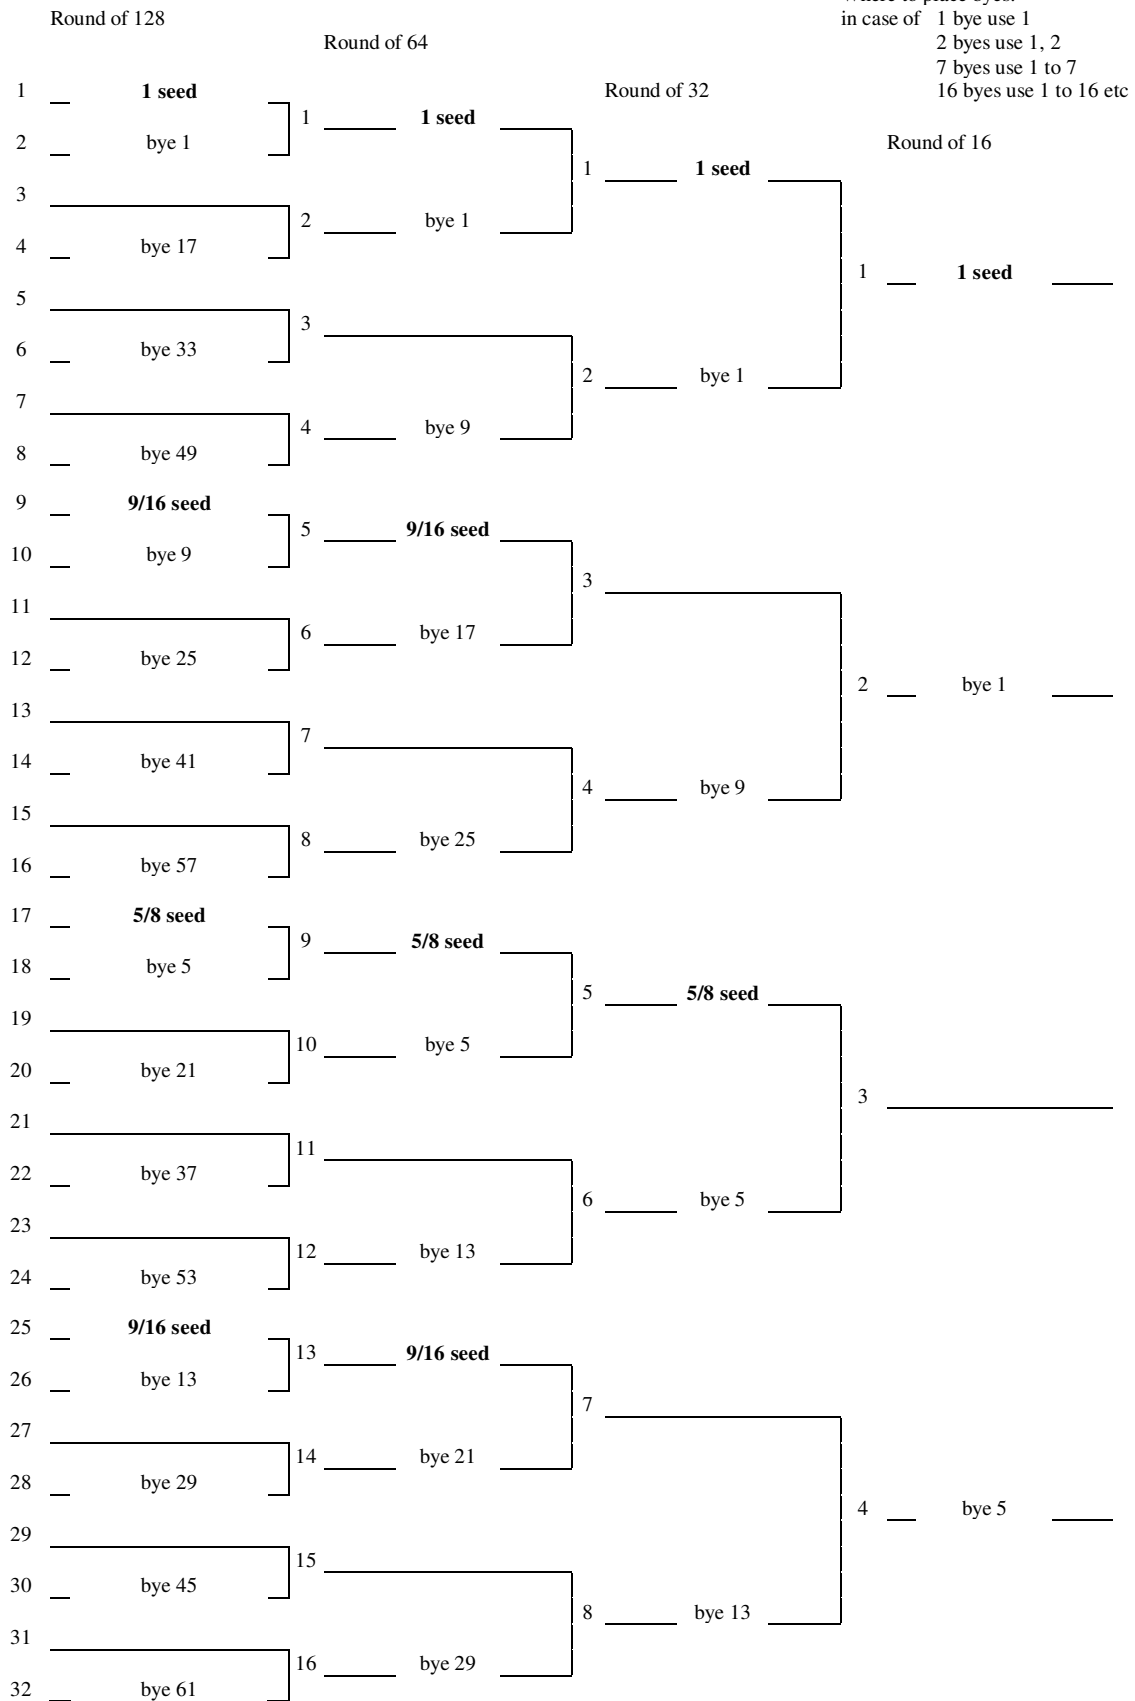 Where to place byes:
Round of 128
in case of 1 bye use 1
Round of 64
2 byes use 1, 2
7 byes use 1 to 7
Round of 32
16 byes use 1 to 16 etc
Round of 16
1 1 seed
2 bye 1
3
4 bye 17
5
6 bye 33
7
8 bye 49
9 9/16 seed
10 bye 9
11
12 bye 25
13
14 bye 41
15
16 bye 57
17 5/8 seed
18 bye 5
19
20 bye 21
21
22 bye 37
23
24 bye 53
25 9/16 seed
26 bye 13
27
28 bye 29
29
30 bye 45
31
32 bye 61
1 1 seed
2 bye 1
3
4 bye 9
5 9/16 seed
6 bye 17
7
8 bye 25
9 5/8 seed
10 bye 5
11
12 bye 13
13 9/16 seed
14 bye 21
15
16 bye 29
1 1 seed
2 bye 1
3
4 bye 9
5 5/8 seed
6 bye 5
7
8 bye 13
1 1 seed
2 bye 1
3
4 bye 5